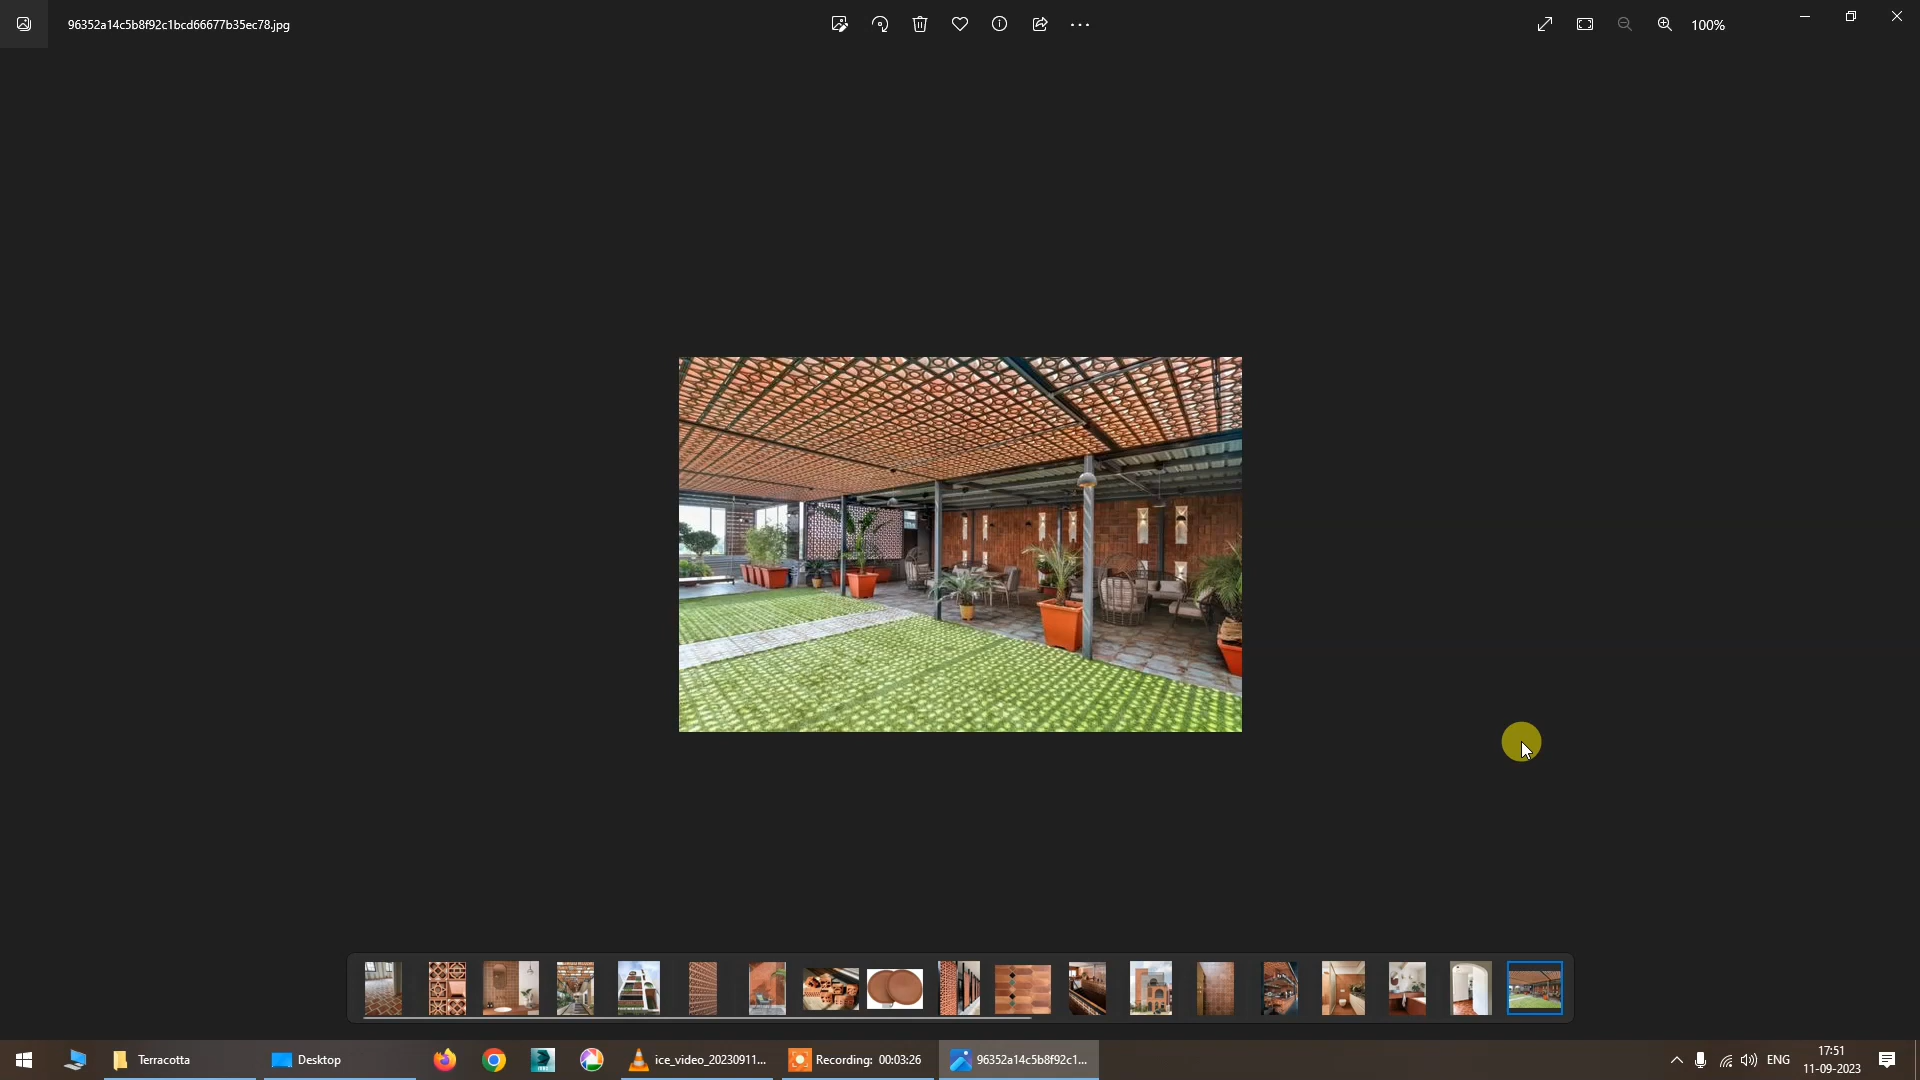 96352a14c5b8f92c1bcd66677b35ec78.jpg
100%
Terracotta
Desktop
ice_video_20230911...
Recording: 00:03:26
96352a14c5b8f92c1...
ENG
17:51
11-09-2023